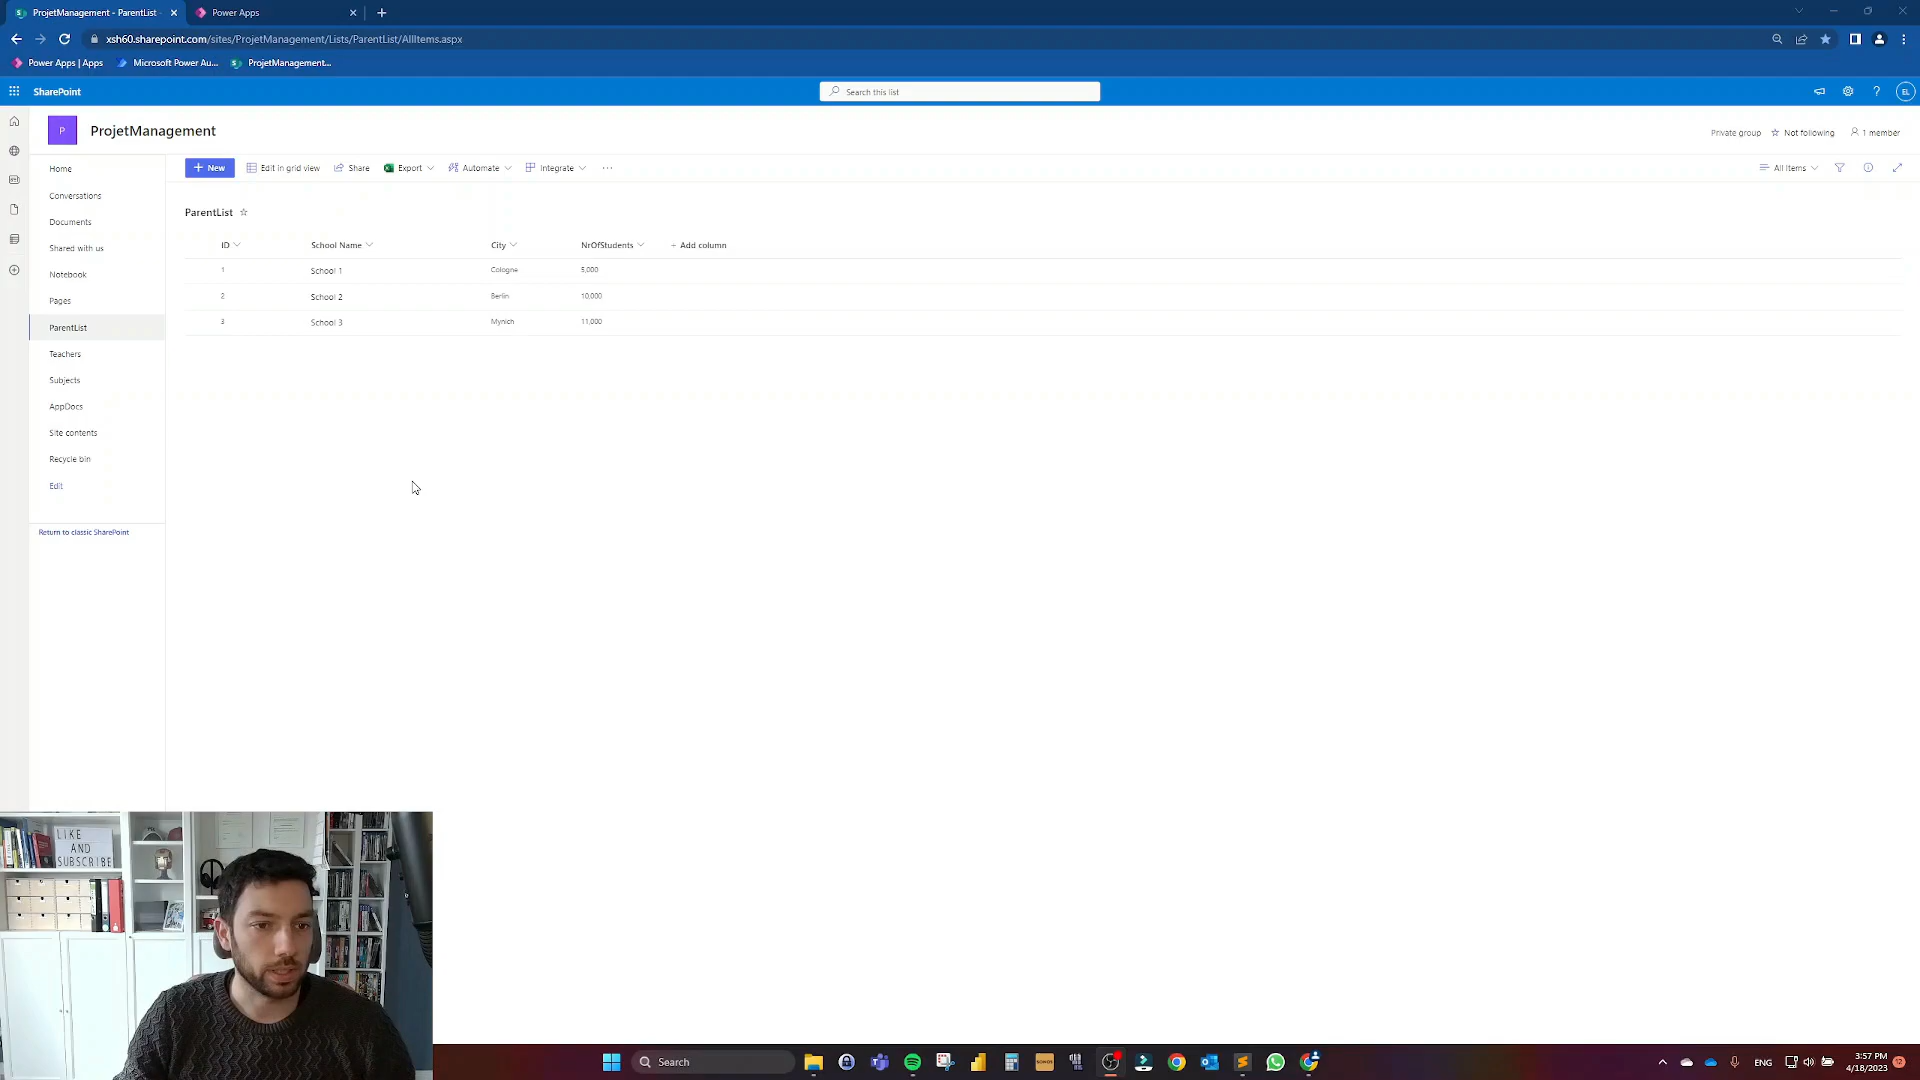 ProjetManagement - ParentList
Power Apps
xsh60.sharepoint.com/sites/ProjetManagement/Lists/ParentList/AllItems.aspx
Power Apps | Apps
Microsoft Power Au...
ProjetManagement...
SharePoint
Search this list
EL
P
ProjetManagement
Private group
Not following
1 member
Home
Conversations
Documents
Shared with us
Notebook
Pages
ParentList
Teachers
Subjects
AppDocs
Site contents
Recycle bin
Edit
Return to classic SharePoint
New
Edit in grid view
Share
Export
Automate
Integrate
All Items
ParentList
ID School Name City NrOfStudents Add column
1 School 1 Cologne 5,000
2 School 2 Berlin 10,000
3 School 3 Mynich 11,000
LIKE
AND
SUBSCRIBE
Search
ENG
3:57 PM
4/18/2023
12